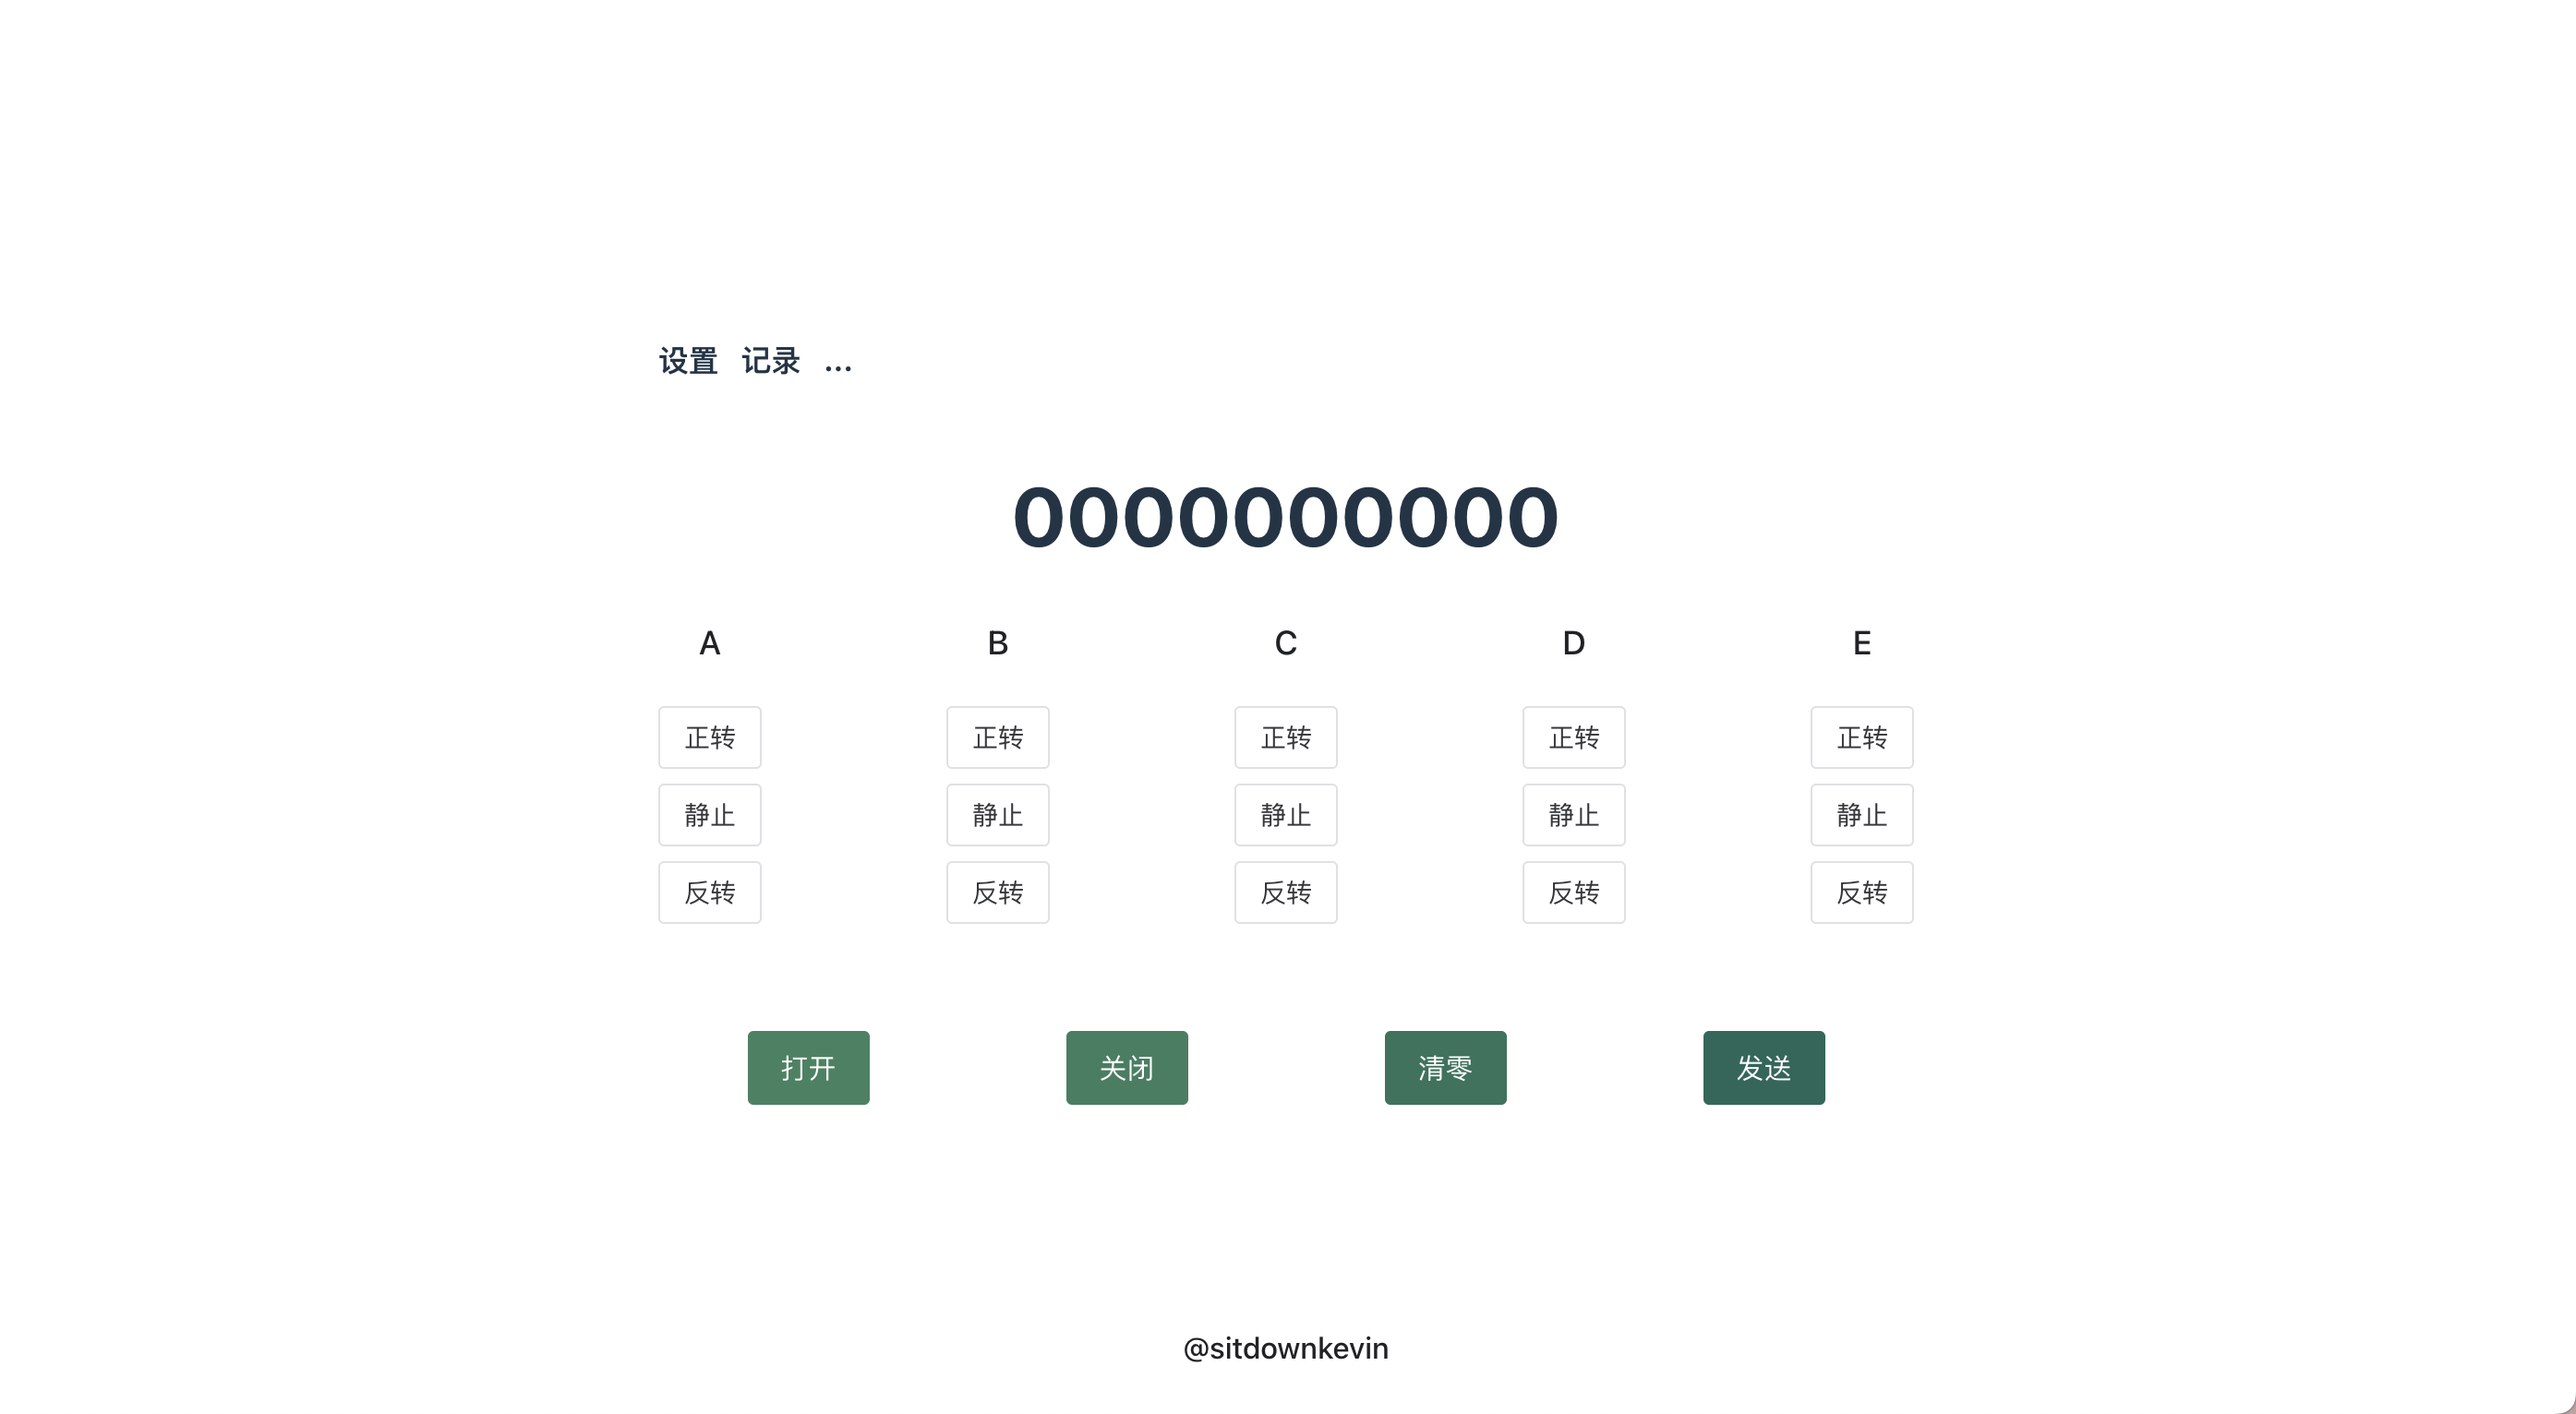 设置 记录 ...
0000000000
A B C D E
正转 正转 正转 正转 正转
静止 静止 静止 静止 静止
反转 反转 反转 反转 反转
打开 关闭 清零 发送
@sitdownkevin